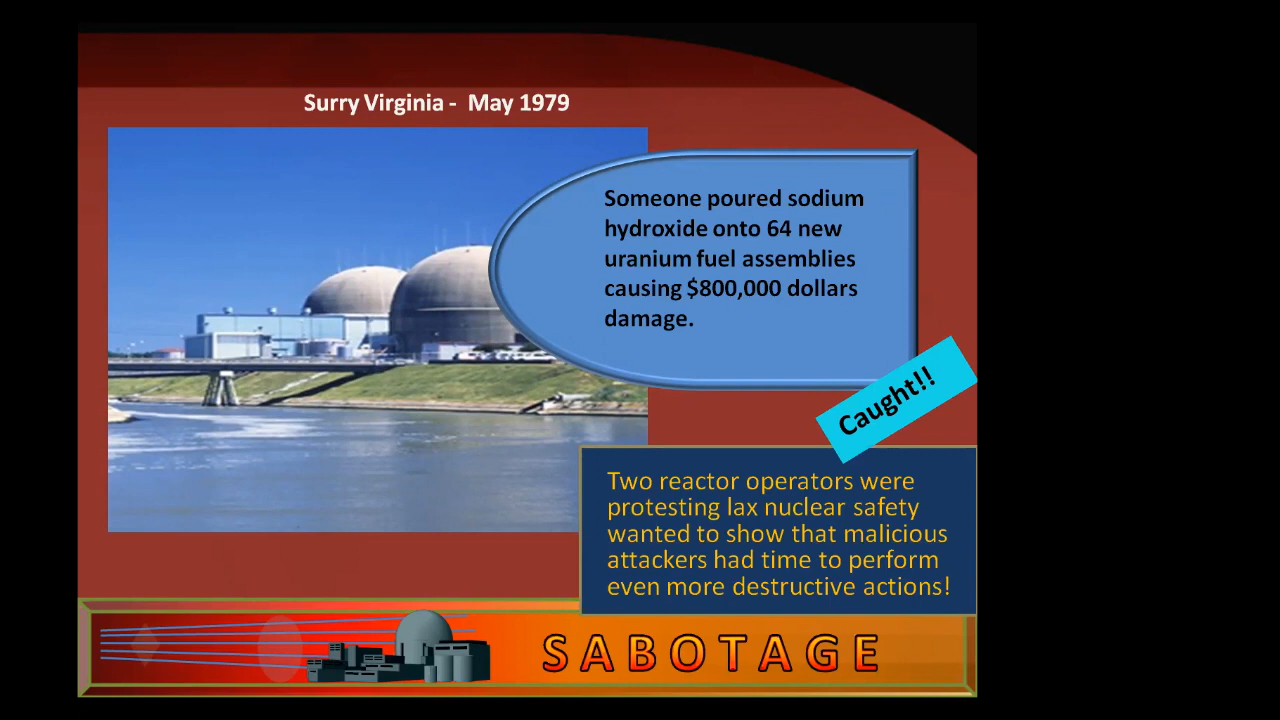 Surry Virginia - May 1979
Someone poured sodium
hydroxide onto 64 new
uranium fuel assemblies
causing $800,000 dollars
damage.
Caught!!
Two reactor operators were
protesting lax nuclear safety
wanted to show that malicious
attackers had time to perform
even more destructive actions!
SABOTAGE